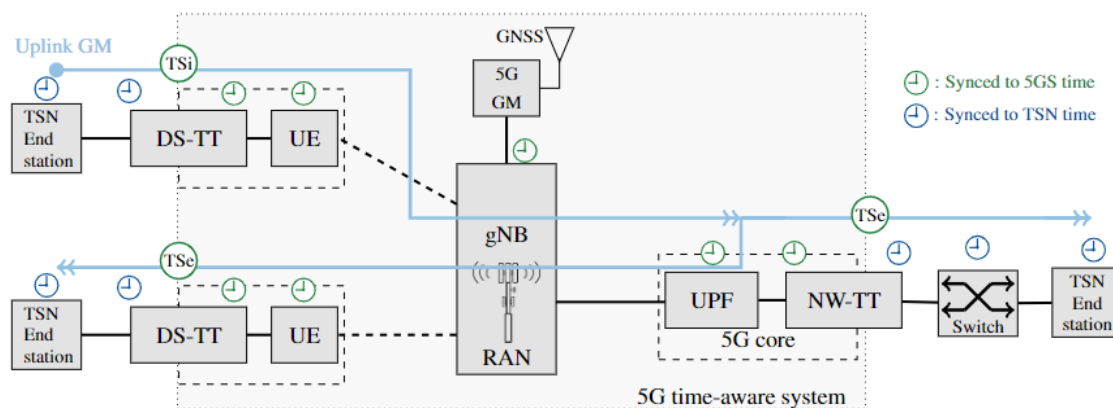 GNSS
Uplink GM
TSi
5G
GM
: Synced to 5GS time
: Synced to TSN time
TSN
End
station
DS-TT
UE
gNB
TSe
TSe
TSN
End
station
DS-TT
UE
RAN
UPF
NW-TT
5G core
Switch
TSN
End
station
5G time-aware system